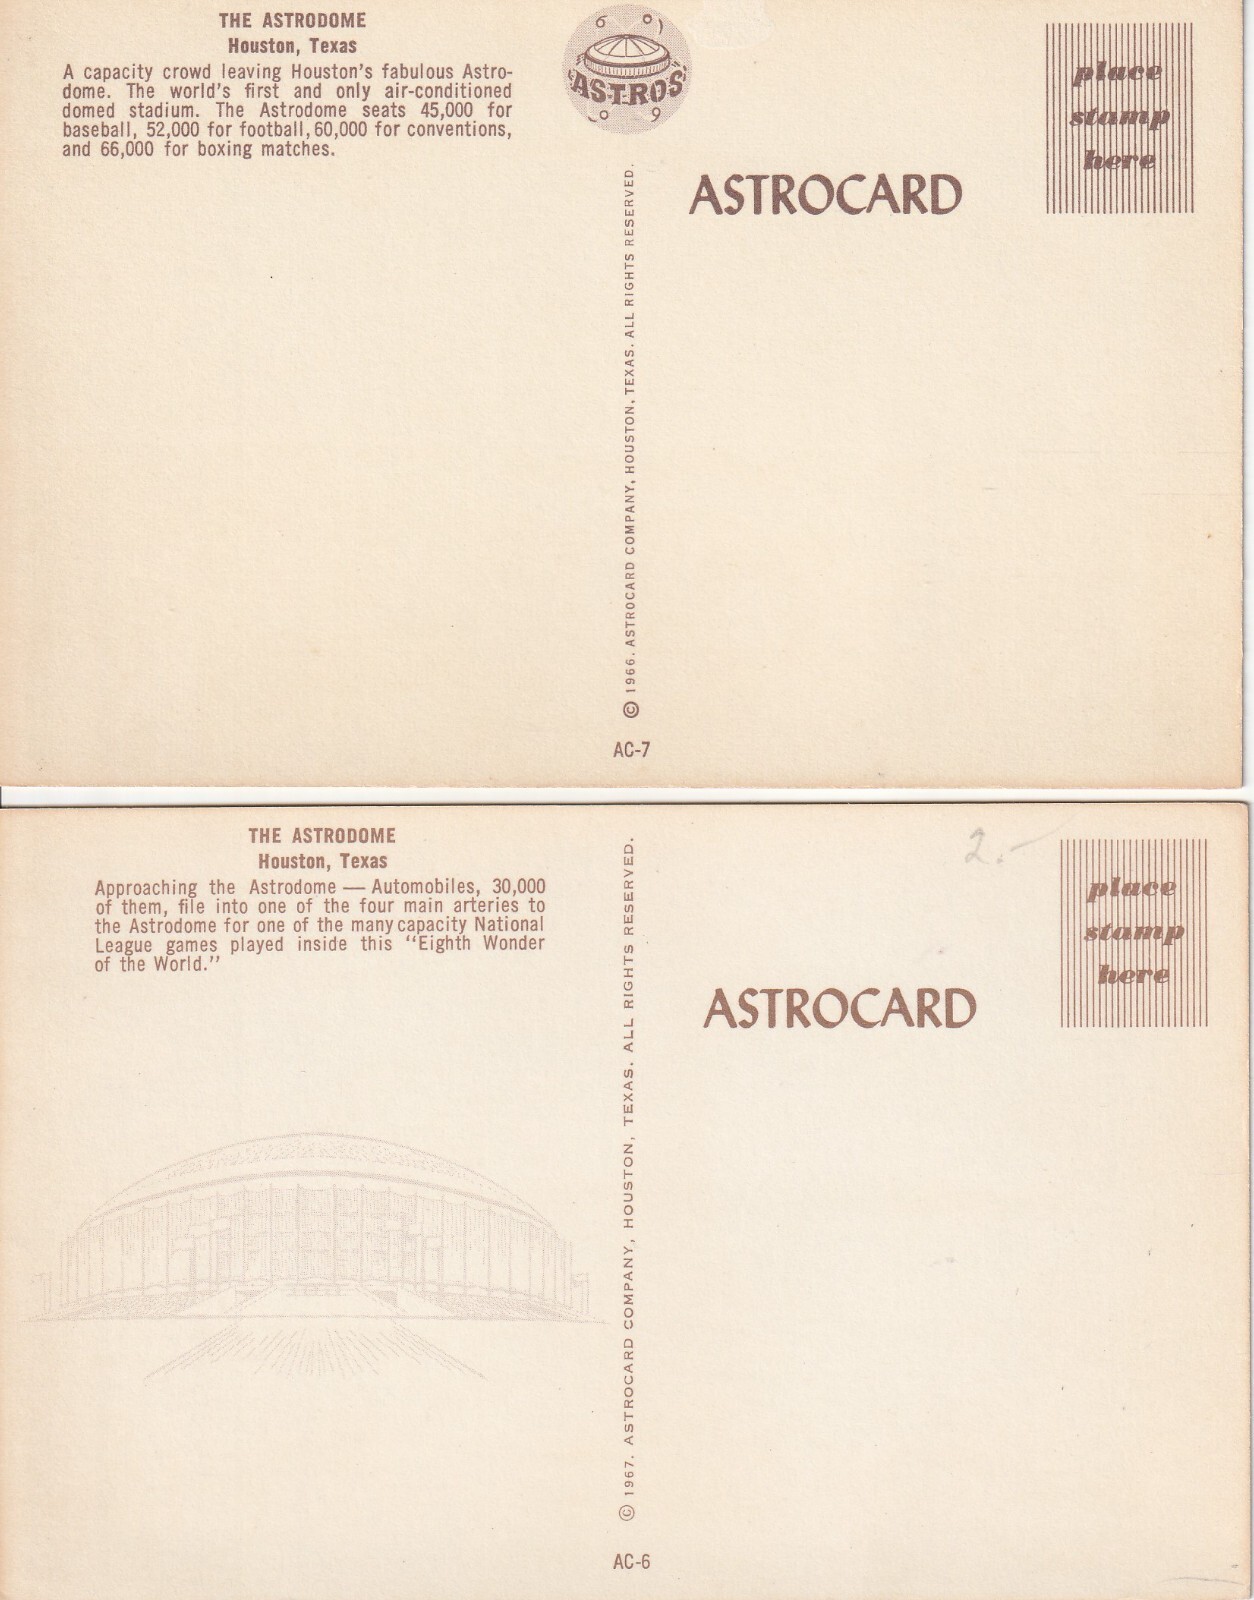 THE ASTRODOME
Houston, Texas
A capacity crowd leaving Houston's fabulous Astro-
dome. The world's first and only air-conditioned
domed stadium. The Astrodome seats 45,000 for
baseball, 52,000 for football, 60,000 for conventions,
and 66,000 for boxing matches.
ASTROS
place
stamp
here
ASTROCARD
© 1966. ASTROCARD COMPANY, HOUSTON, TEXAS. ALL RIGHTS RESERVED.
AC-7
THE ASTRODOME
Houston, Texas
Approaching the Astrodome — Automobiles, 30,000
of them, file into one of the four main arteries to
the Astrodome for one of the many capacity National
League games played inside this "Eighth Wonder
of the World."
2.-
place
stamp
here
ASTROCARD
© 1967. ASTROCARD COMPANY, HOUSTON, TEXAS. ALL RIGHTS RESERVED.
AC-6